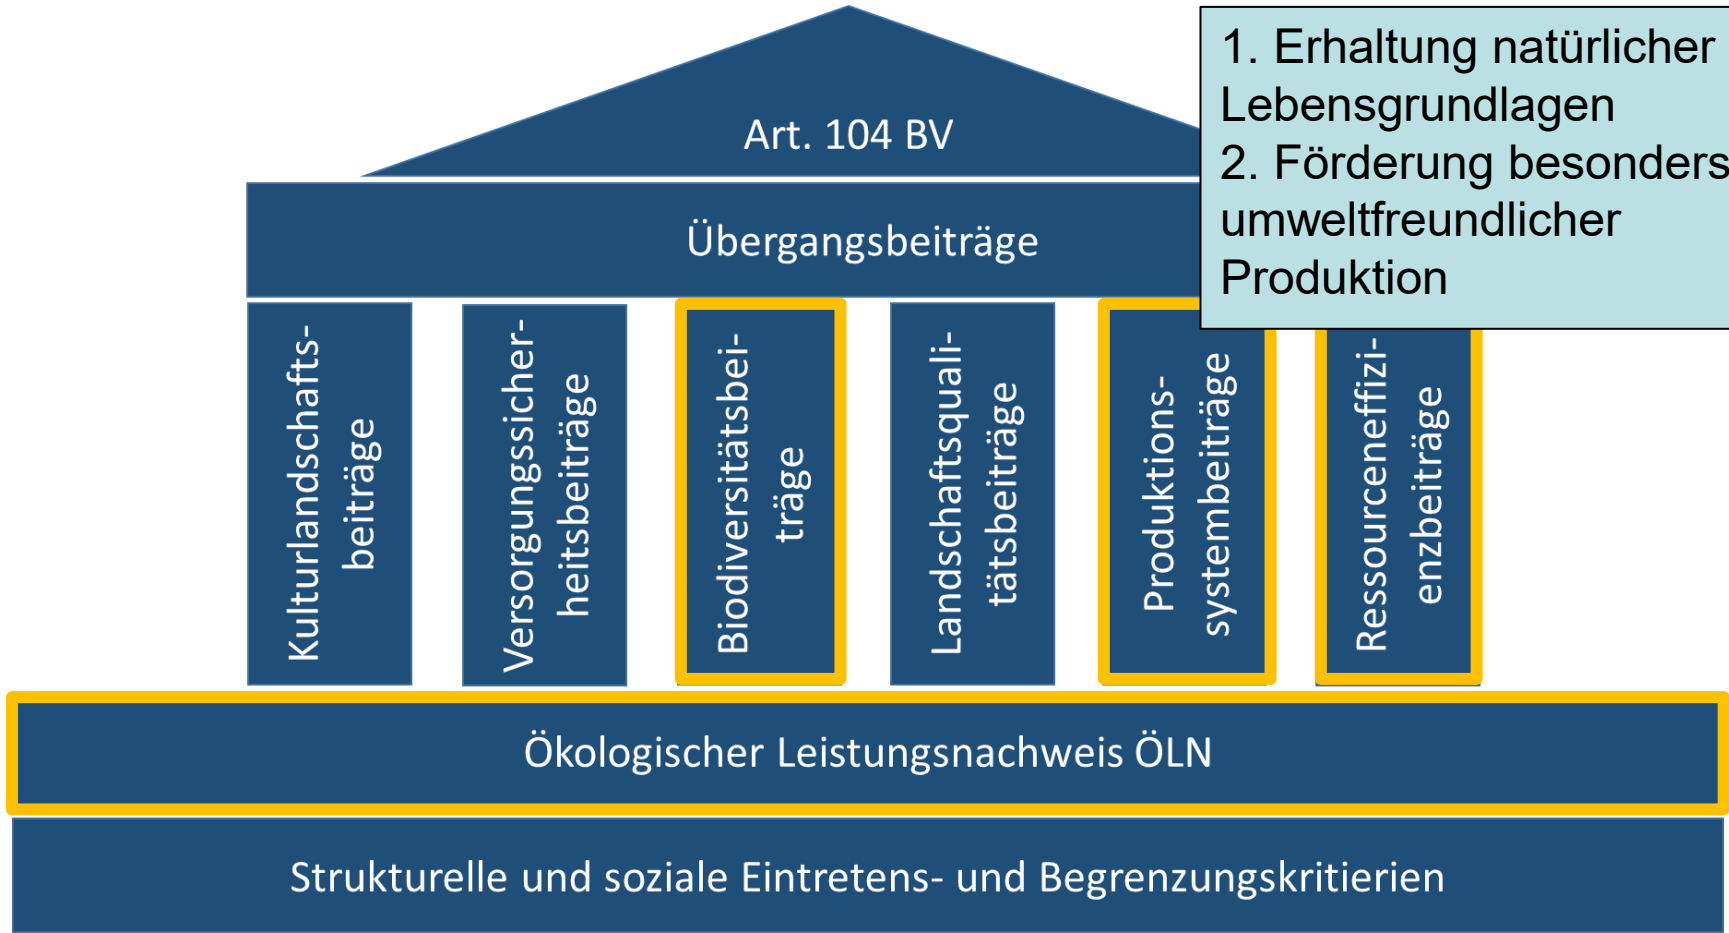 Art. 104 BV
1. Erhaltung natürlicher
Lebensgrundlagen
2. Förderung besonders
umweltfreundlicher
Produktion
Übergangsbeiträge
Kulturlandschafts-
beiträge
Versorgungssicher-
heitsbeiträge
Biodiversitätsbei-
träge
Landschaftsquali-
tätsbeiträge
Produktions-
systembeiträge
Ressourceneffizi-
enzbeiträge
Ökologischer Leistungsnachweis ÖLN
Strukturelle und soziale Eintretens- und Begrenzungskritierien